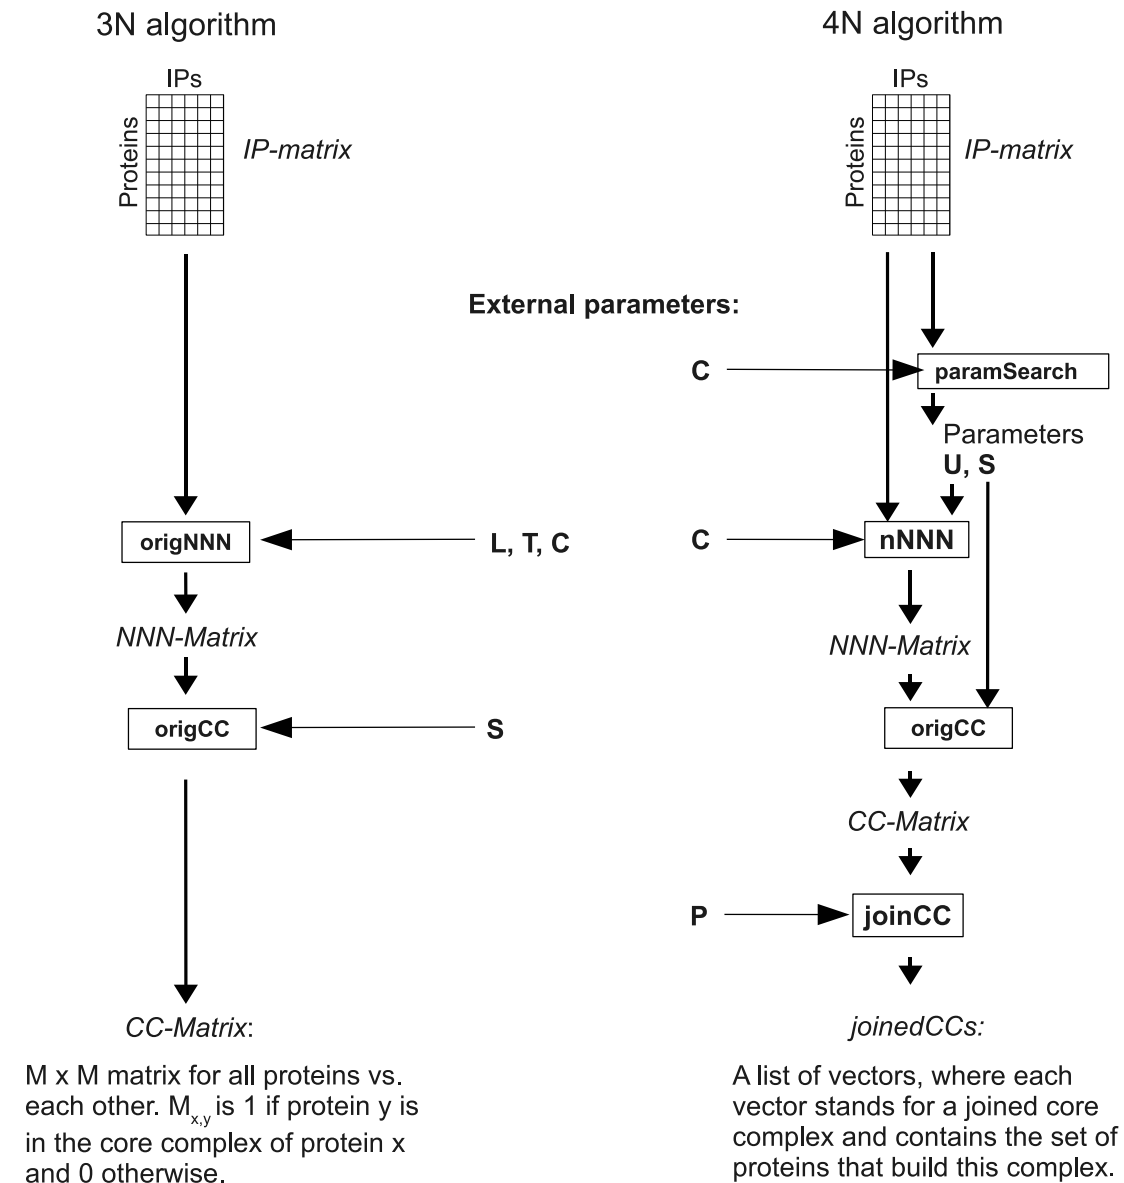 3N algorithm
IPs
Proteins
IP-matrix
origNNN
NNN-Matrix
origCC
CC-Matrix:
M x M matrix for all proteins vs.
each other. Mx,y is 1 if protein y is
in the core complex of protein x
and 0 otherwise.
External parameters:
L, T, C
S
C
C
P
4N algorithm
IPs
Proteins
IP-matrix
paramSearch
Parameters
U, S
nNNN
NNN-Matrix
origCC
CC-Matrix
joinCC
joinedCCs:
A list of vectors, where each
vector stands for a joined core
complex and contains the set of
proteins that build this complex.